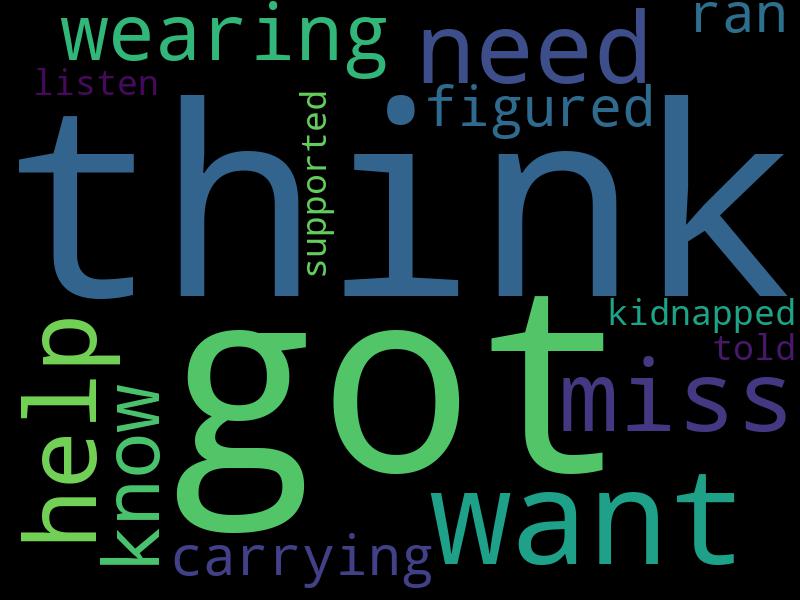 wearing
need
ran
listen
figured
supported
think
kidnapped
told
got
miss
help
know
want
carrying